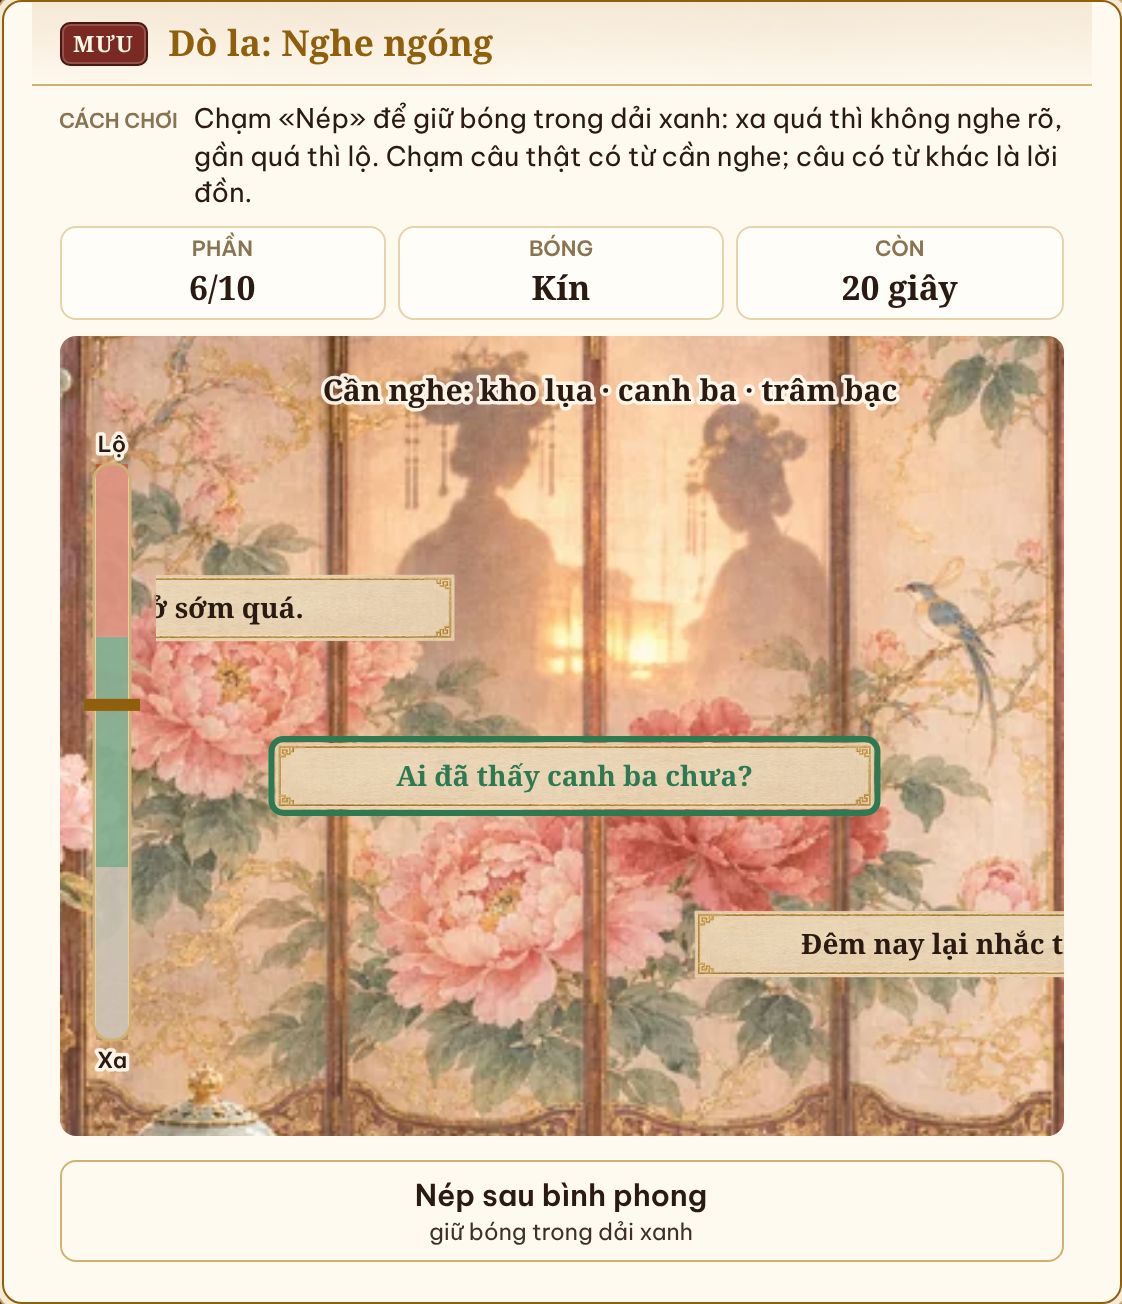 MƯU Dò la: Nghe ngóng
CÁCH CHƠI Chạm «Nép» để giữ bóng trong dải xanh: xa quá thì không nghe rõ,
gần quá thì lộ. Chạm câu thật có từ cần nghe; câu có từ khác là lời
đồn.
PHẦN BÓNG CÒN
6/10 Kín 20 giây
Cần nghe: kho lụa · canh ba · trâm bạc
Lộ
ở sớm quá.
Ai đã thấy canh ba chưa?
Đêm nay lại nhắc t
Xa
Nép sau bình phong
giữ bóng trong dải xanh